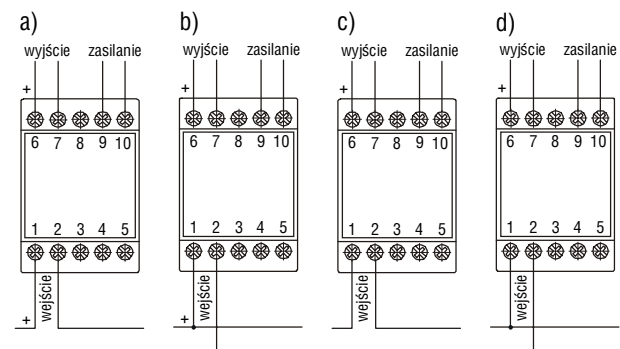 a) b) c) d)
wyjście zasilanie wyjście zasilanie wyjście zasilanie wyjście zasilanie
+ + + +
6 7 8 9 10 6 7 8 9 10 6 7 8 9 10 6 7 8 9 10
1 2 3 4 5 1 2 3 4 5 1 2 3 4 5 1 2 3 4 5
wejście wejście wejście wejście
+ +